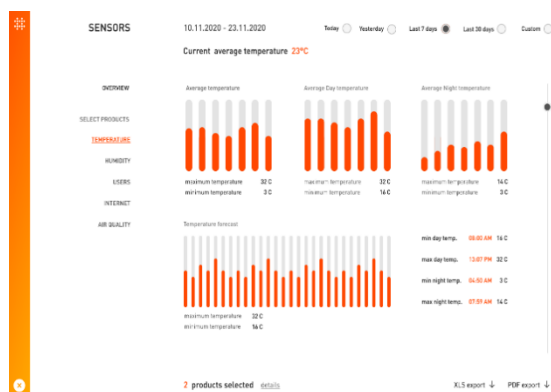 SENSORS
10.11.2020 - 23.11.2020
Today
Yesterday
Last 7 days
Last 30 days
Custom
Current average temperature 23°C
OVERVIEW
SELECT PRODUCTS
TEMPERATURE
HUMIDITY
USERS
INTERNET
AIR QUALITY
Average temperature
maximum temperature 32 C
minimum temperature 3 C
Average Day temperature
maximum temperature 32 C
minimum temperature 16 C
Average Night temperature
maximum temperature 14 C
minimum temperature 3 C
Temperature forecast
maximum temperature 32 C
minimum temperature 16 C
min day temp. 08:00 AM 16 C
max day temp. 13:07 PM 32 C
min night temp. 04:50 AM 3 C
max night temp. 07:59 AM 14 C
2 products selected details
XLS export ↓
PDF export ↓